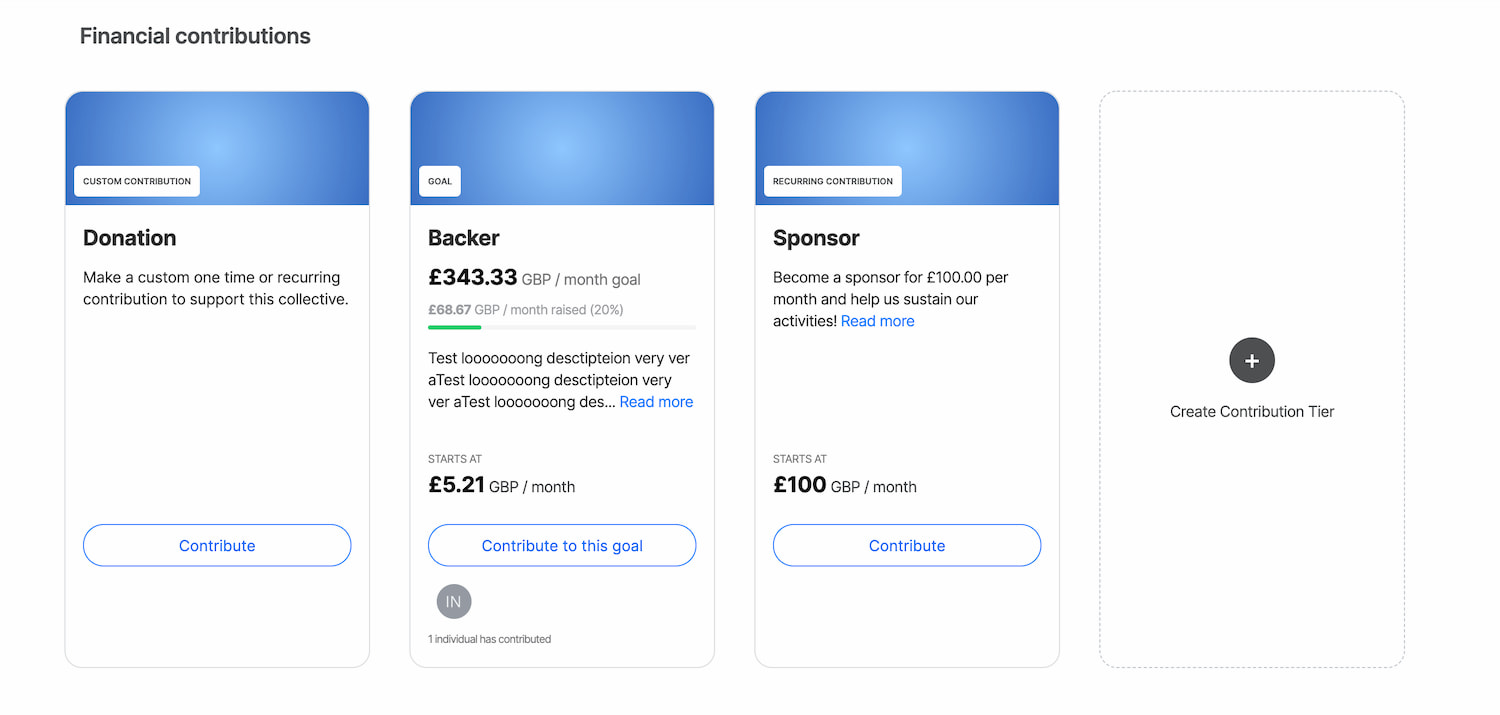 Financial contributions
CUSTOM CONTRIBUTION
Donation
Make a custom one time or recurring
contribution to support this collective.
Contribute
GOAL
Backer
£343.33 GBP / month goal
£68.67 GBP / month raised (20%)
Test looooooong desctipteion very ver
aTest looooooong desctipteion very
ver aTest looooooong des... Read more
STARTS AT
£5.21 GBP / month
Contribute to this goal
IN
1 individual has contributed
RECURRING CONTRIBUTION
Sponsor
Become a sponsor for £100.00 per
month and help us sustain our
activities! Read more
STARTS AT
£100 GBP / month
Contribute
+
Create Contribution Tier